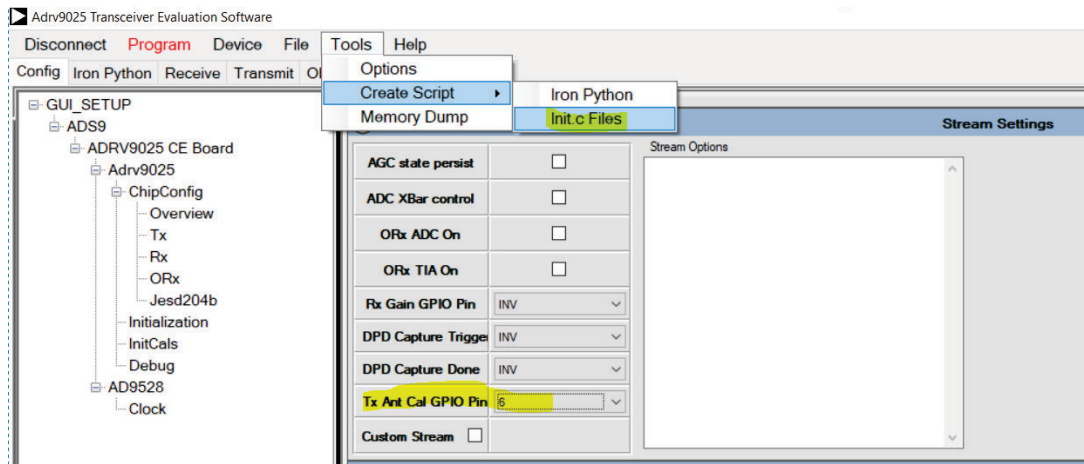 Adrv9025 Transceiver Evaluation Software
Disconnect Program Device File Tools Help
Config Iron Python Receive Transmit
Options
Create Script
Memory Dump
Iron Python
Init.c Files
GUI_SETUP
ADS9
ADRV9025 CE Board
Adrv9025
ChipConfig
Overview
Tx
Rx
ORx
Jesd204b
Initialization
InitCals
Debug
AD9528
Clock
Stream Settings
AGC state persist
ADC XBar control
ORx ADC On
ORx TIA On
Rx Gain GPIO Pin INV
DPD Capture Trigger INV
DPD Capture Done INV
Tx Ant Cal GPIO Pin 6
Custom Stream
Stream Options